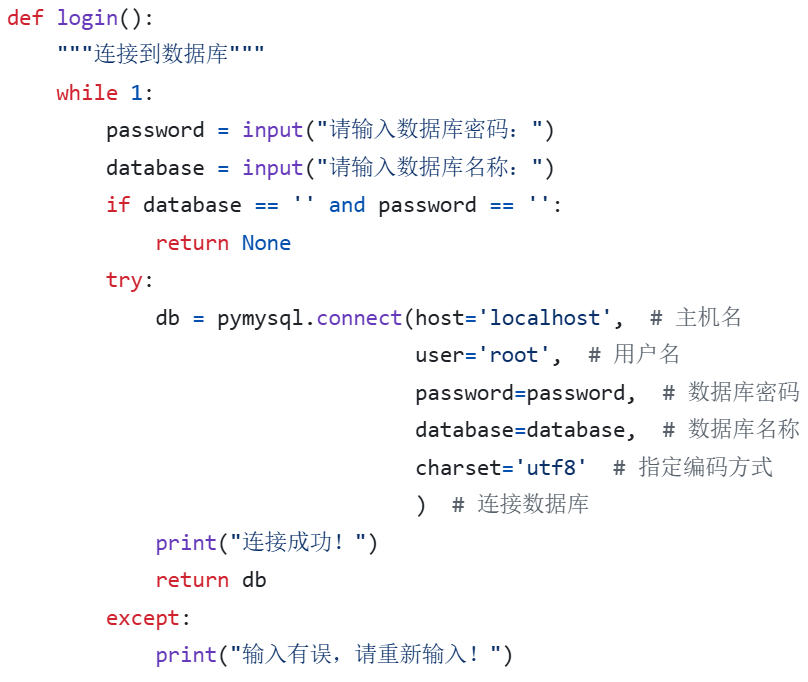 def login():
    """连接到数据库"""
    while 1:
        password = input("请输入数据库密码：")
        database = input("请输入数据库名称：")
        if database == '' and password == '':
            return None
        try:
            db = pymysql.connect(host='localhost',  # 主机名
                                 user='root',  # 用户名
                                 password=password,  # 数据库密码
                                 database=database,  # 数据库名称
                                 charset='utf8'  # 指定编码方式
                                 )  # 连接数据库
            print("连接成功！")
            return db
        except:
            print("输入有误，请重新输入！")